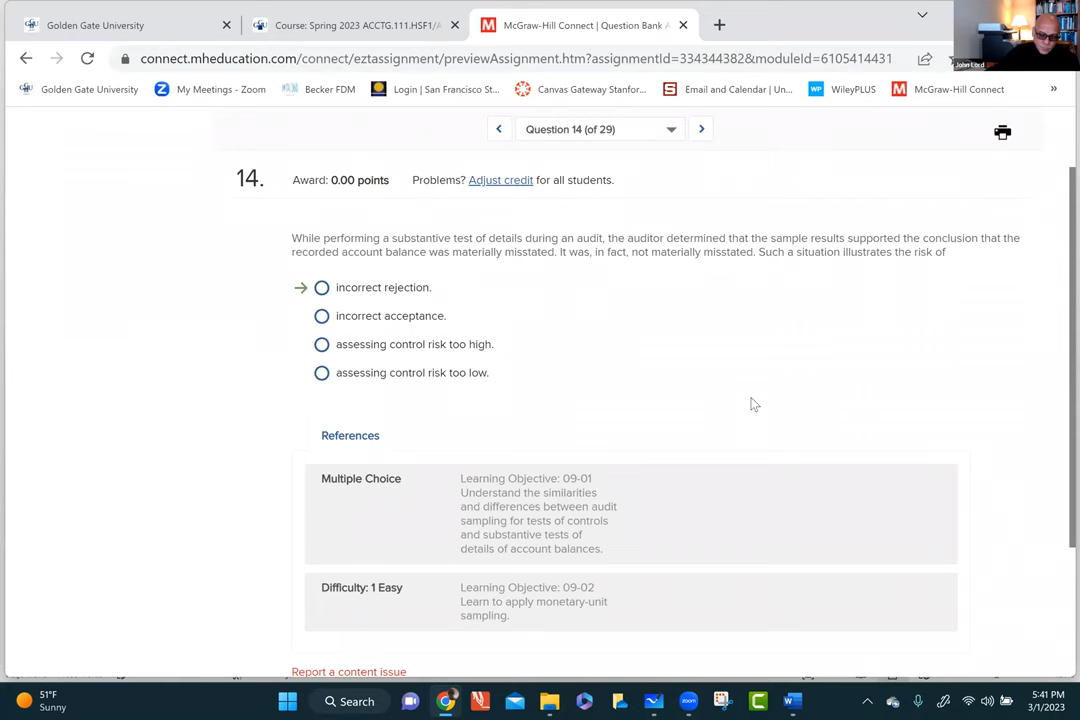 Golden Gate University
Course: Spring 2023 ACCTG.111.HSF1/
McGraw-Hill Connect | Question Bank
connect.mheducation.com/connect/eztassignment/previewAssignment.htm?assignmentId=334344382&moduleId=6105414431
John Lord
Golden Gate University
My Meetings - Zoom
Becker FDM
Login | San Francisco St...
Canvas Gateway Stanfor...
Email and Calendar | Un...
WP
WileyPLUS
McGraw-Hill Connect
»
Question 14 (of 29)
14.
Award: 0.00 points
Problems? Adjust credit for all students.
While performing a substantive test of details during an audit, the auditor determined that the sample results supported the conclusion that the
recorded account balance was materially misstated. It was, in fact, not materially misstated. Such a situation illustrates the risk of
incorrect rejection.
incorrect acceptance.
assessing control risk too high.
assessing control risk too low.
References
Multiple Choice
Learning Objective: 09-01
Understand the similarities
and differences between audit
sampling for tests of controls
and substantive tests of
details of account balances.
Difficulty: 1 Easy
Learning Objective: 09-02
Learn to apply monetary-unit
sampling.
Report a content issue
51°F
Sunny
Search
zoom
5:41 PM
3/1/2023